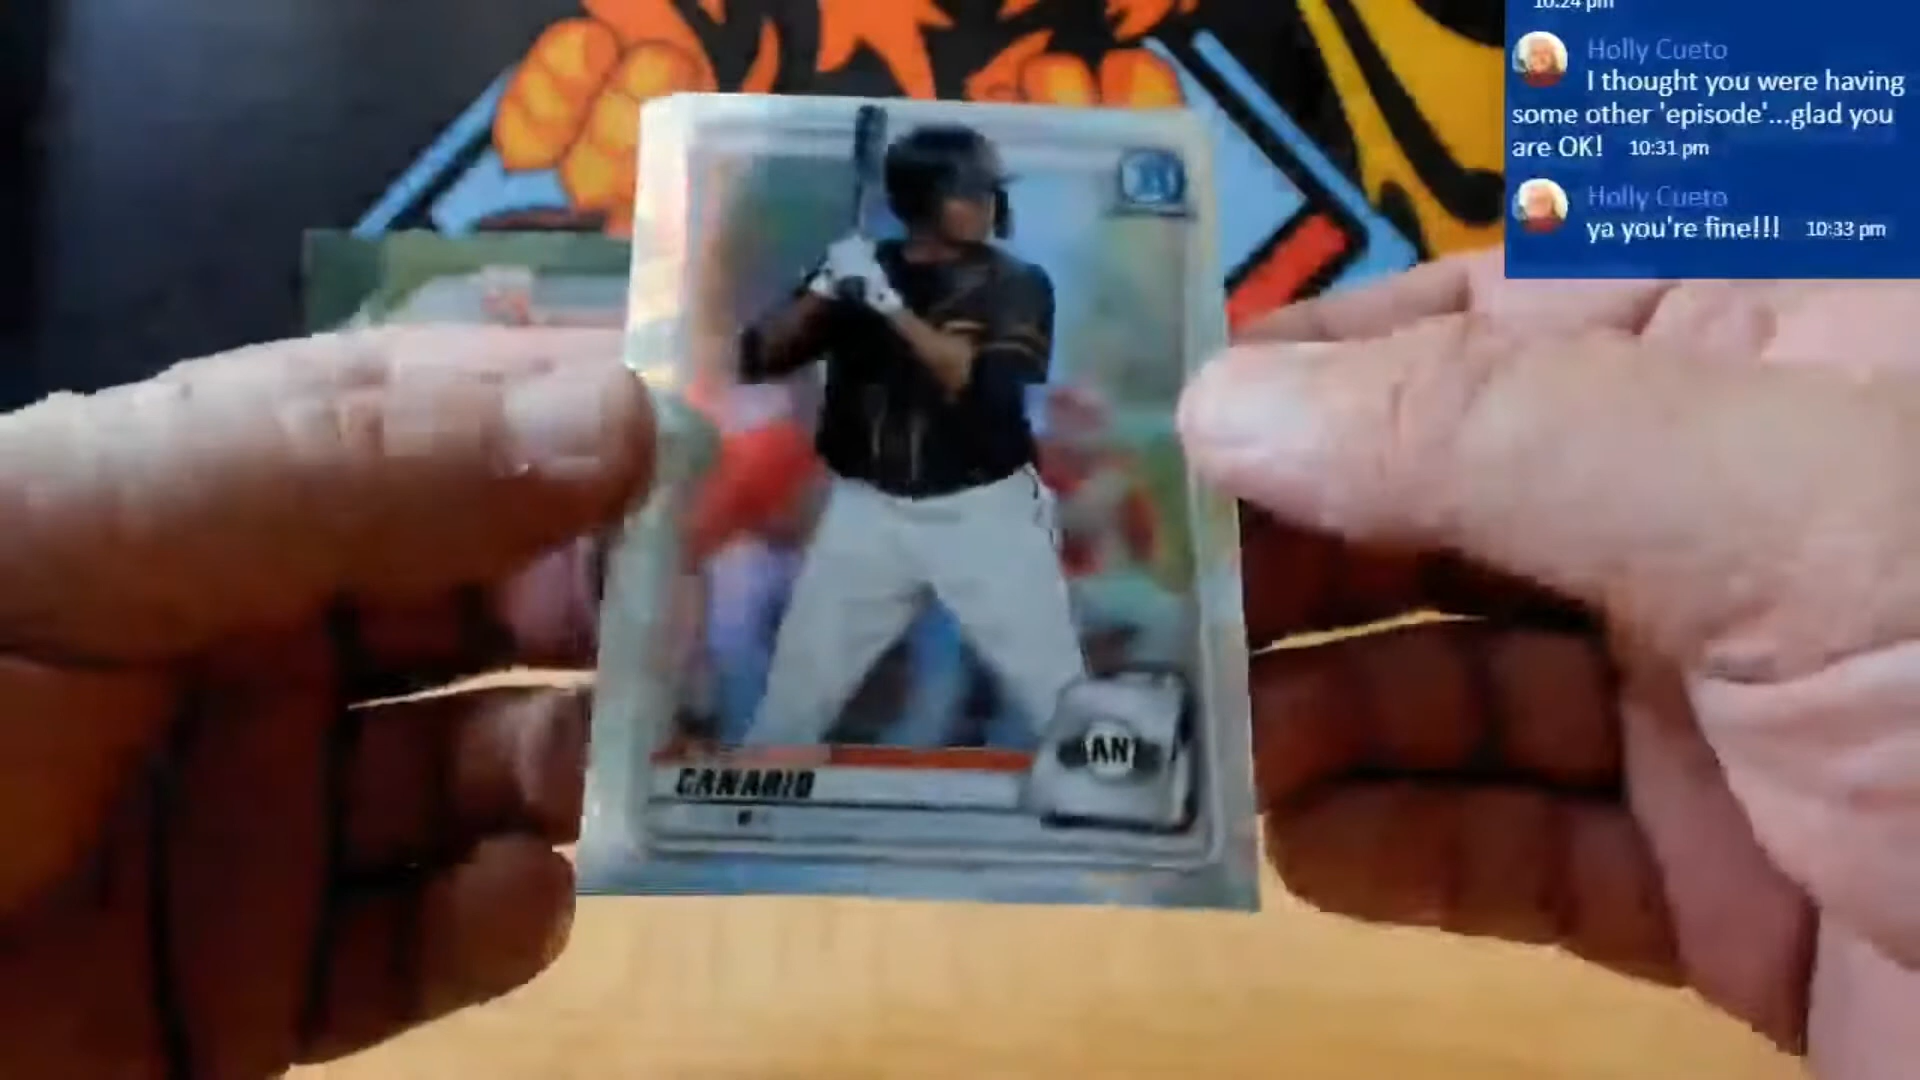 10:24 pm
Holly Cueto
I thought you were having
some other 'episode'...glad you
are OK! 10:31 pm
Holly Cueto
ya you're fine!!! 10:33 pm
CANARIO